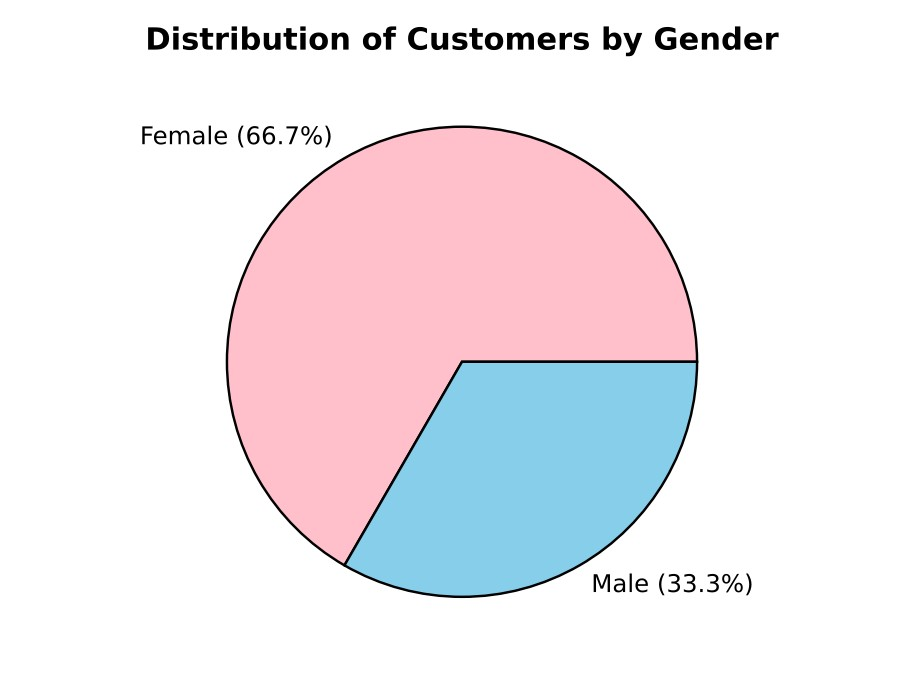 Distribution of Customers by Gender
Female (66.7%)
Male (33.3%)